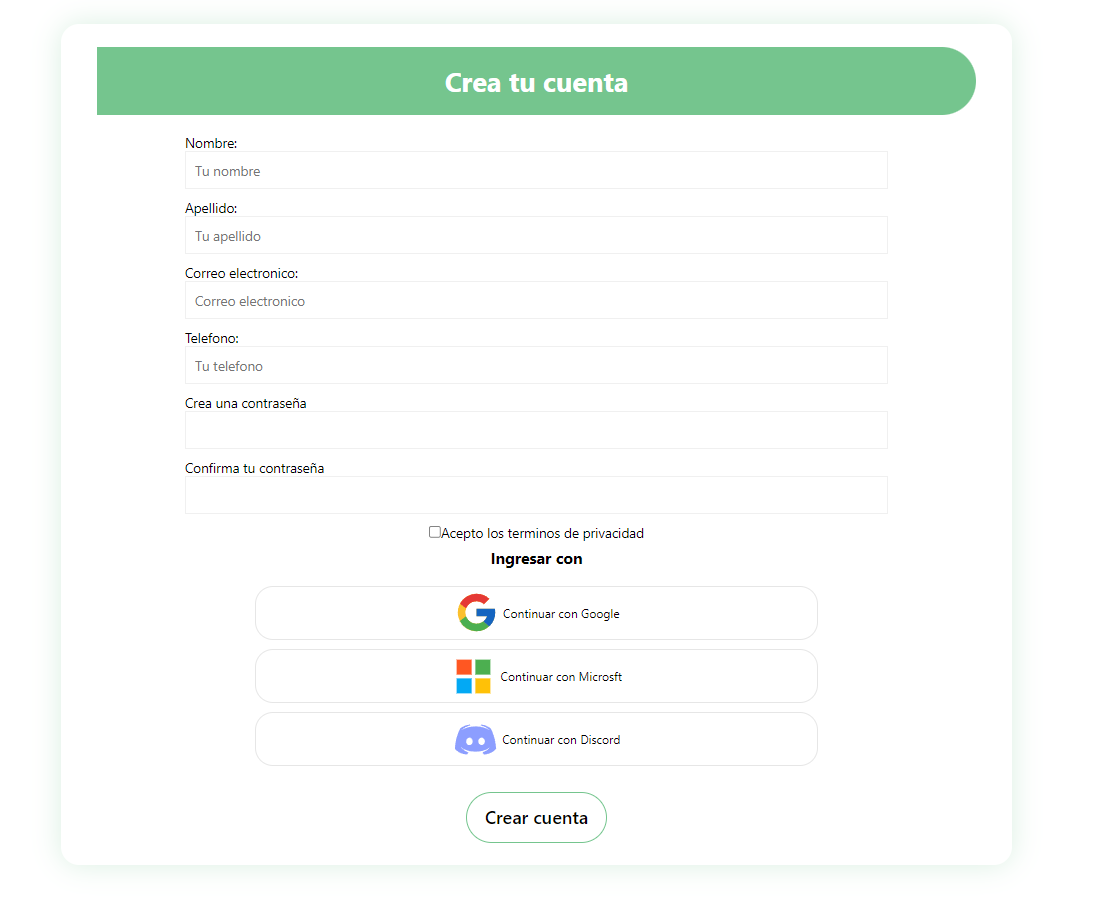 Crea tu cuenta
Nombre:
Tu nombre
Apellido:
Tu apellido
Correo electronico:
Correo electronico
Telefono:
Tu telefono
Crea una contraseña
Confirma tu contraseña
Acepto los terminos de privacidad
Ingresar con
Continuar con Google
Continuar con Microsft
Continuar con Discord
Crear cuenta